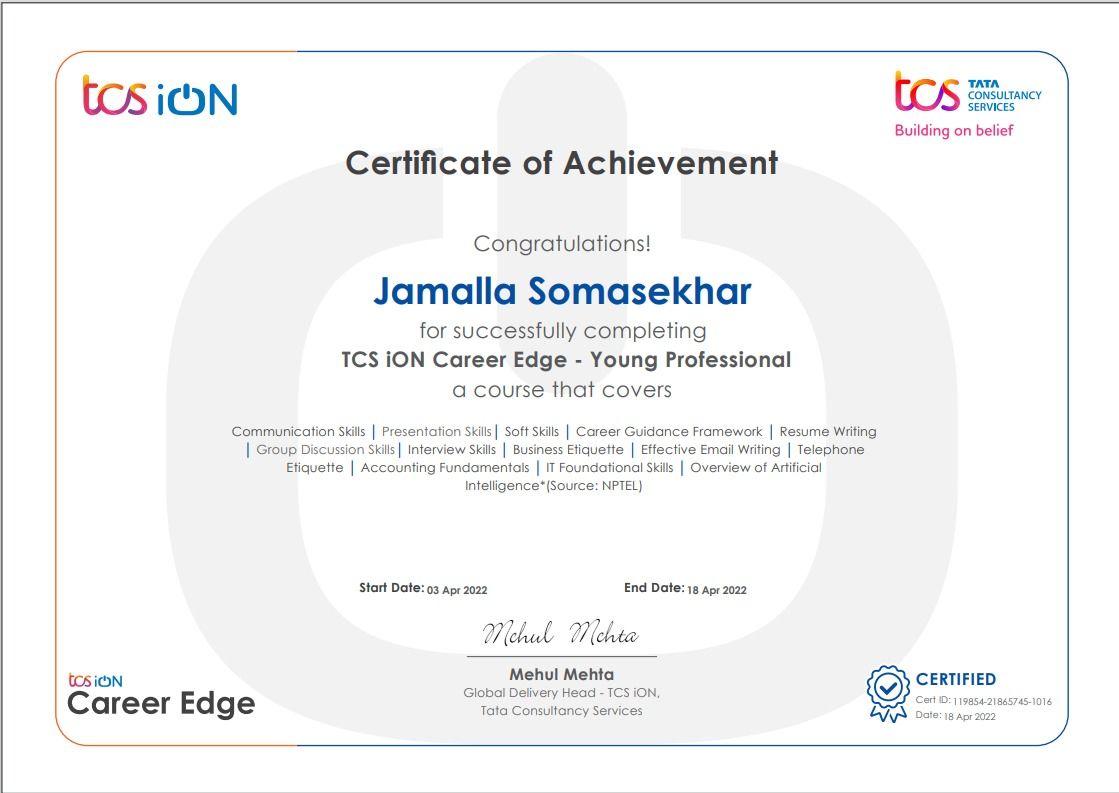 tcs iON
tcs TATA
CONSULTANCY
SERVICES
Building on belief
Certificate of Achievement
Congratulations!
Jamalla Somasekhar
for successfully completing
TCS iON Career Edge - Young Professional
a course that covers
Communication Skills | Presentation Skills | Soft Skills | Career Guidance Framework | Resume Writing
| Group Discussion Skills | Interview Skills | Business Etiquette | Effective Email Writing | Telephone
Etiquette | Accounting Fundamentals | IT Foundational Skills | Overview of Artificial
Intelligence*(Source: NPTEL)
Start Date: 03 Apr 2022 End Date: 18 Apr 2022
Mehul Mehta
Mehul Mehta
Global Delivery Head - TCS iON,
Tata Consultancy Services
tcs iON
Career Edge
CERTIFIED
Cert ID: 119854-21865745-1016
Date: 18 Apr 2022